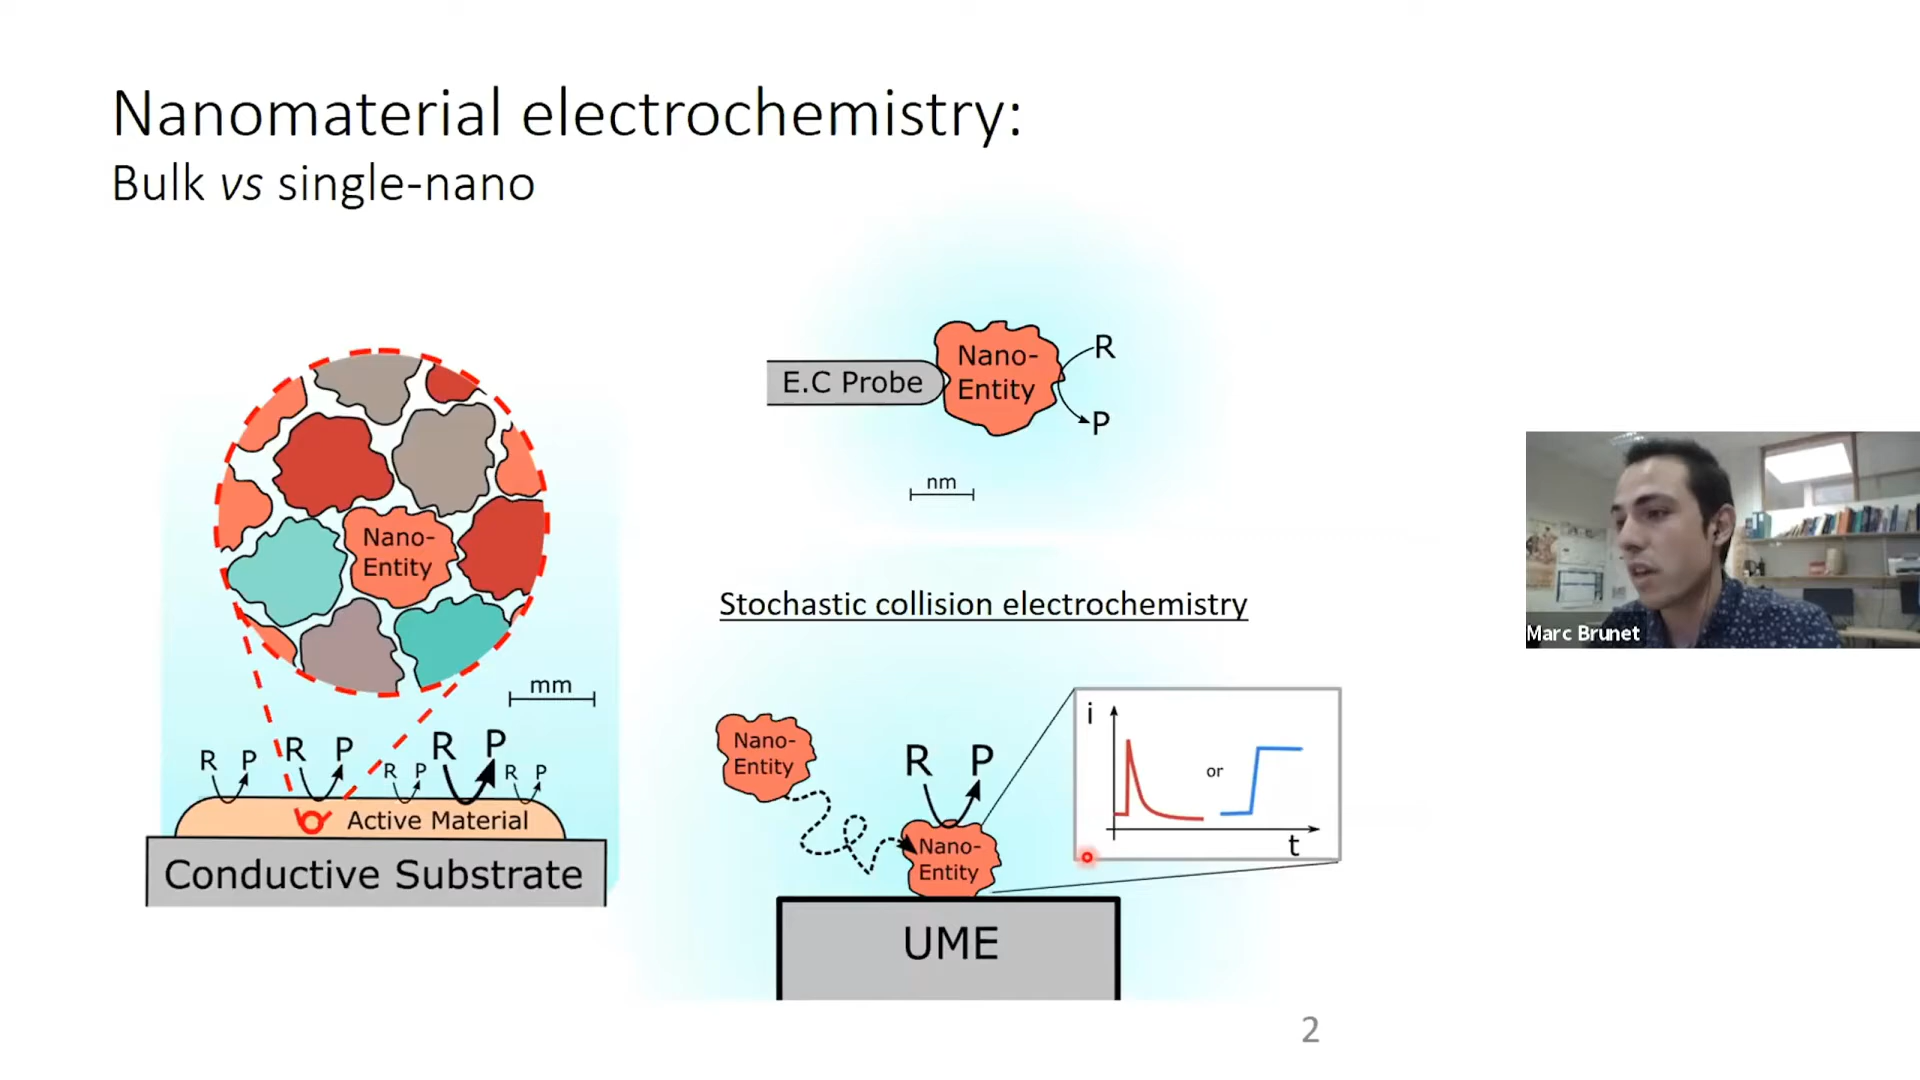 Nanomaterial electrochemistry:
Bulk vs single-nano
Nano-
Entity
mm
R P R P R P R P R P
Active Material
Conductive Substrate
E.C Probe
Nano-
Entity
R
P
nm
Stochastic collision electrochemistry
Nano-
Entity
R P
Nano-
Entity
UME
i
or
t
Marc Brunet
2